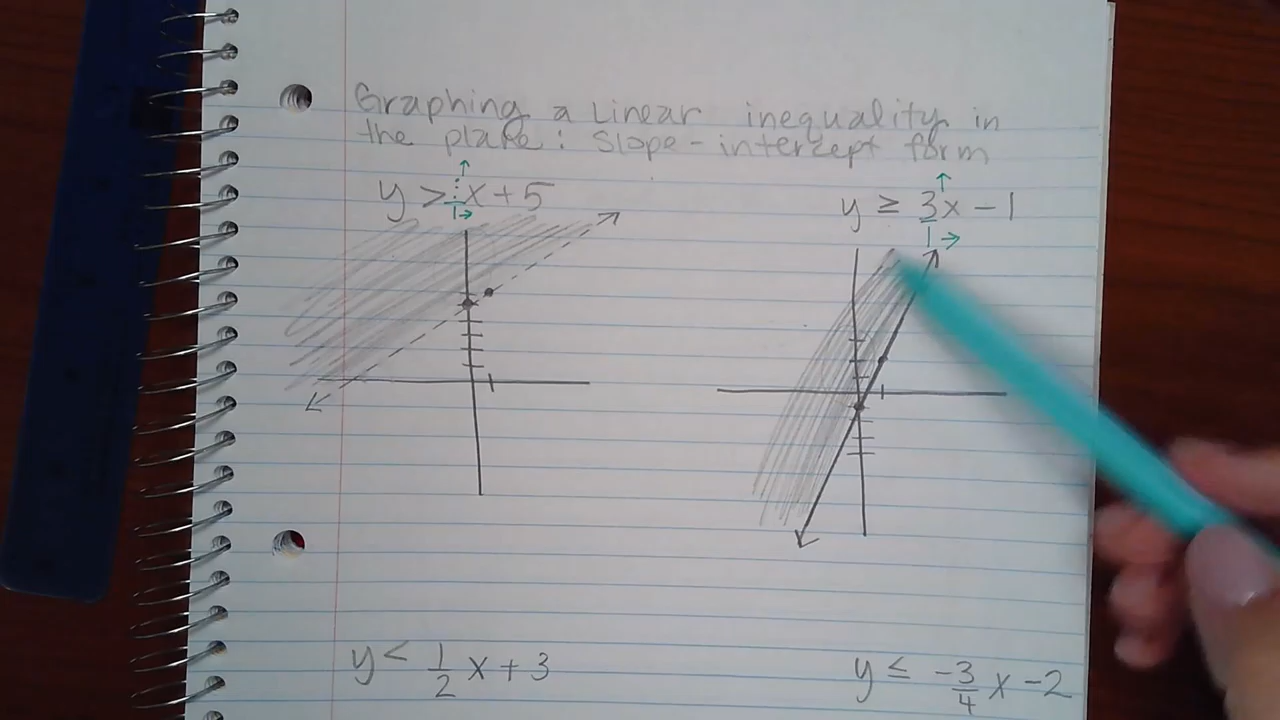 Graphing a Linear inequality in
the plane: Slope-intercept form
y > x + 5
1→
y ≥ 3x - 1
1→
y < 1/2 x + 3
y ≤ -3/4 x - 2